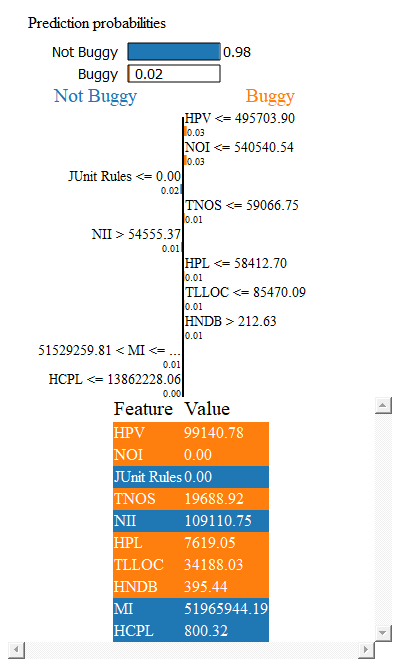 Prediction probabilities
Not Buggy 0.98
Buggy 0.02
Not Buggy Buggy
HPV <= 495703.90
0.03
NOI <= 540540.54
0.03
JUnit Rules <= 0.00
0.02
TNOS <= 59066.75
0.01
NII > 54555.37
0.01
HPL <= 58412.70
0.01
TLLOC <= 85470.09
0.01
HNDB > 212.63
0.01
51529259.81 < MI <= ...
0.01
HCPL <= 13862228.06
0.00
Feature Value
HPV 99140.78
NOI 0.00
JUnit Rules 0.00
TNOS 19688.92
NII 109110.75
HPL 7619.05
TLLOC 34188.03
HNDB 395.44
MI 51965944.19
HCPL 800.32